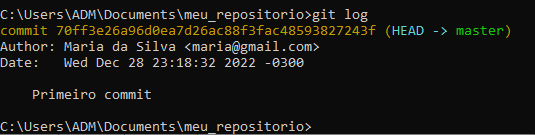 C:\Users\ADM\Documents\meu_repositorio>git log
commit 70ff3e26a96d0ea7d26ac88f3fac48593827243f (HEAD -> master)
Author: Maria da Silva <maria@gmail.com>
Date:   Wed Dec 28 23:18:32 2022 -0300
    Primeiro commit
C:\Users\ADM\Documents\meu_repositorio>